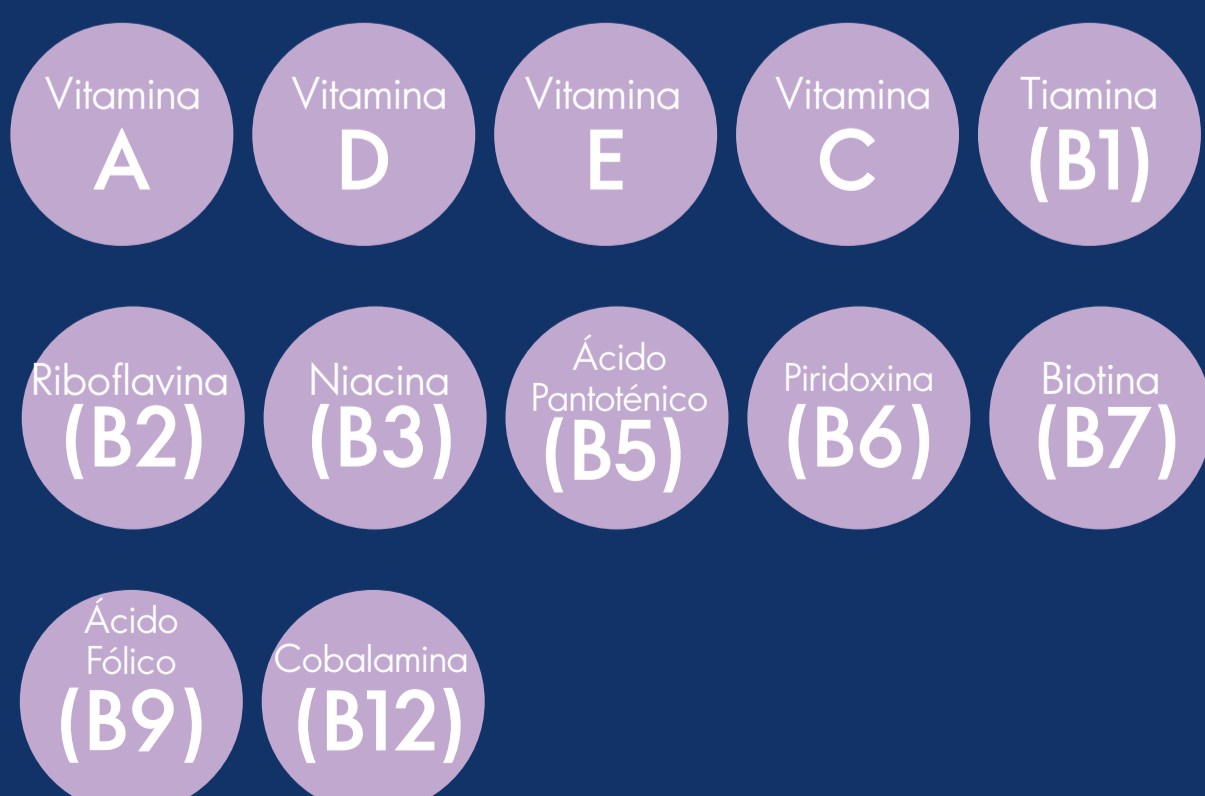 Vitamina
A
Vitamina
D
Vitamina
E
Vitamina
C
Tiamina
(B1)
Riboflavina
(B2)
Niacina
(B3)
Ácido
Pantoténico
(B5)
Piridoxina
(B6)
Biotina
(B7)
Ácido
Fólico
(B9)
Cobalamina
(B12)